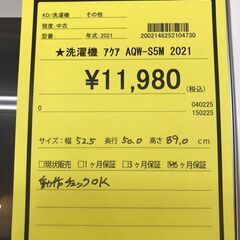 KD/洗濯機 その他
程度:中古
型番: 年式:2021
2002146252104730
★洗濯機 ｱｸｱ AQW-S5M 2021
¥11,980
(税込)
0 040225
150225
サイズ:幅 52.5 奥行 50.0 高さ 89.0 cm
□現状販売 □1ヶ月保証 □3ヶ月保証 ☑6ヶ月保証
動作チェックOK